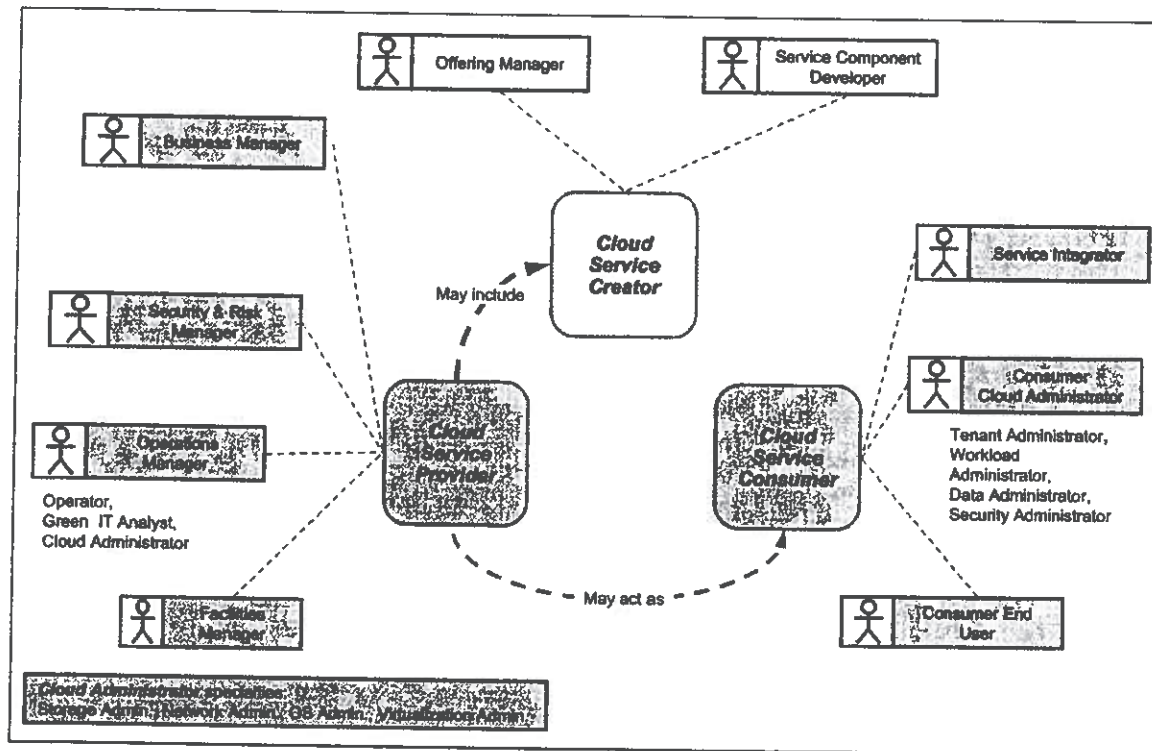 Offering Manager
Service Component
Developer
Business Manager
Cloud
Service
Creator
Service Integrator
May include
Security & Risk
Manager
Consumer
Cloud Administrator
Cloud
Service
Provider
Cloud
Service
Consumer
Operations
Manager
Tenant Administrator,
Workload
Administrator,
Data Administrator,
Security Administrator
Operator,
Green IT Analyst,
Cloud Administrator
May act as
Facilities
Manager
Consumer End
User
Cloud Administrator specialties
Storage Admin, Network Admin, OS Admin, Virtualization Admin